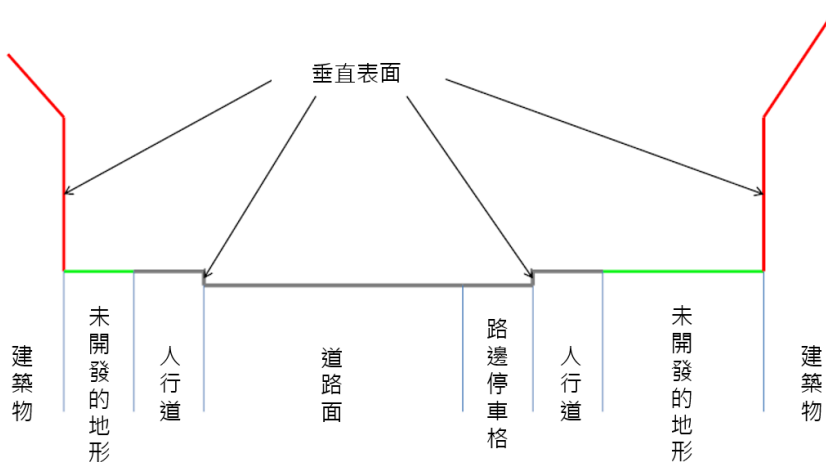 垂直表面
建築物
未開發的地形
人行道
道路面
路邊停車格
人行道
未開發的地形
建築物